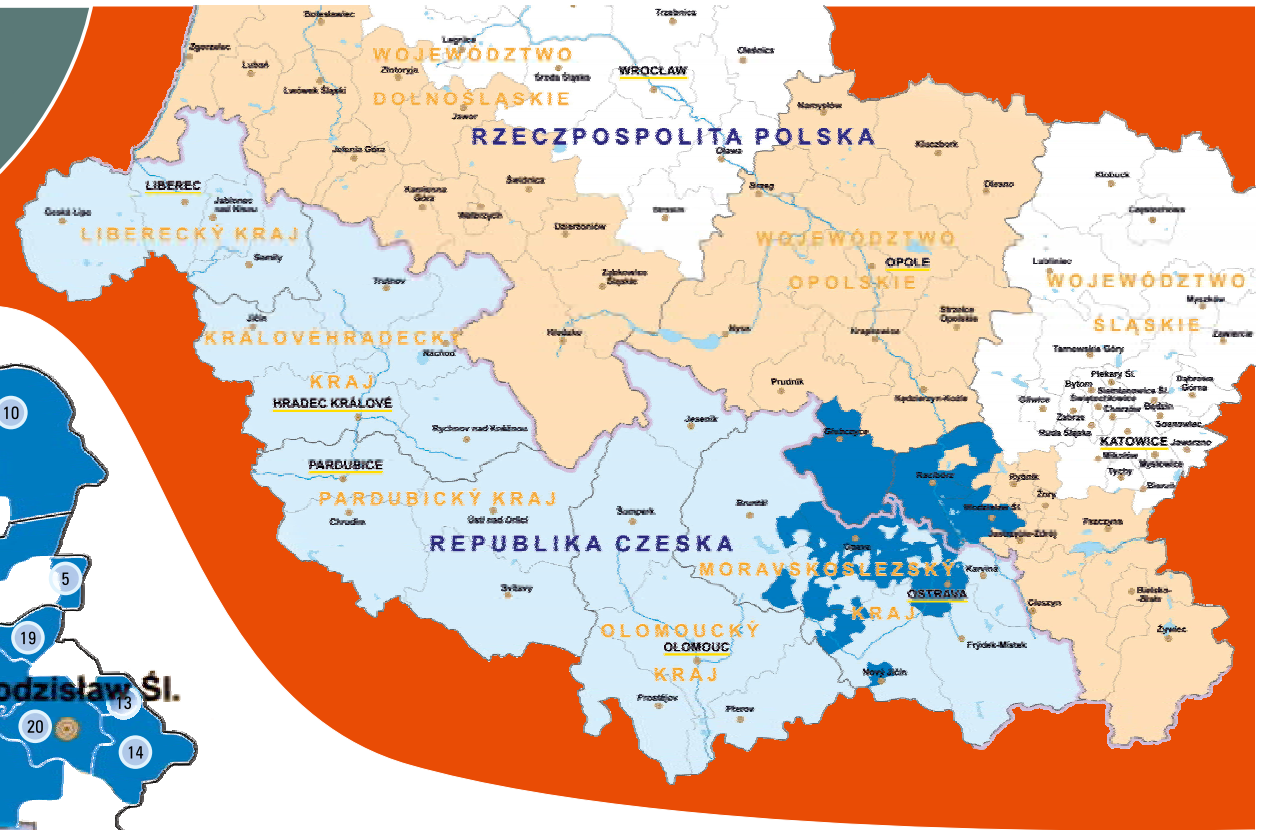 Bolesławiec
Trzebnica
Zgorzelec
Legnica
WOJEWÓDZTWO
Oleśnica
Lubań
Złotoryja
Środa Śląska
WROCŁAW
Lwówek Śląski
DOLNOŚLĄSKIE
Namysłów
Jawor
RZECZPOSPOLITA POLSKA
Oława
Kluczbork
Jelenia Góra
Kłobuck
LIBEREC
Kamienna
Góra
Świdnica
Brzeg
Olesno
Česká Lípa
Jablonec
nad Nisou
Wałbrzych
Strzelin
Częstochowa
LIBERECKÝ KRAJ
Dzierżoniów
WOJEWÓDZTWO
Semily
OPOLE
Lubliniec
Trutnov
Ząbkowice
Śląskie
OPOLSKIE
WOJEWÓDZTWO
Myszków
Jičín
Strzelce
Opolskie
ŚLĄSKIE
KRÁLOVÉHRADECKÝ
Kłodzko
Nysa
Krapkowice
Zawiercie
Náchod
Tarnowskie Góry
KRAJ
Prudnik
Piekary Śl.
Bytom
Siemianowice Śl.
Dąbrowa
Górna
HRADEC KRÁLOVÉ
Kędzierzyn-Koźle
Gliwice
Świętochłowice
Chorzów
Będzin
Zabrze
Sosnowiec
10
Rychnov nad Kněžnou
Jeseník
Głubczyce
Ruda Śląska
KATOWICE
Jaworzno
Mikołów
Mysłowice
PARDUBICE
Racibórz
Rybnik
Tychy
Bieruń
PARDUBICKÝ KRAJ
Bruntál
Żory
Chrudim
Ústí nad Orlicí
Šumperk
Wodzisław Śl.
Pszczyna
REPUBLIKA CZESKA
Opava
Jastrzębie-Zdrój
MORAVSKOSLEZSKÝ
Karviná
5
Svitavy
OSTRAVA
Cieszyn
Bielsko-
Biała
KRAJ
19
OLOMOUCKÝ
Żywiec
OLOMOUC
Frýdek-Místek
KRAJ
Nový Jičín
odzisław Śl.
13
Prostějov
Přerov
20
14